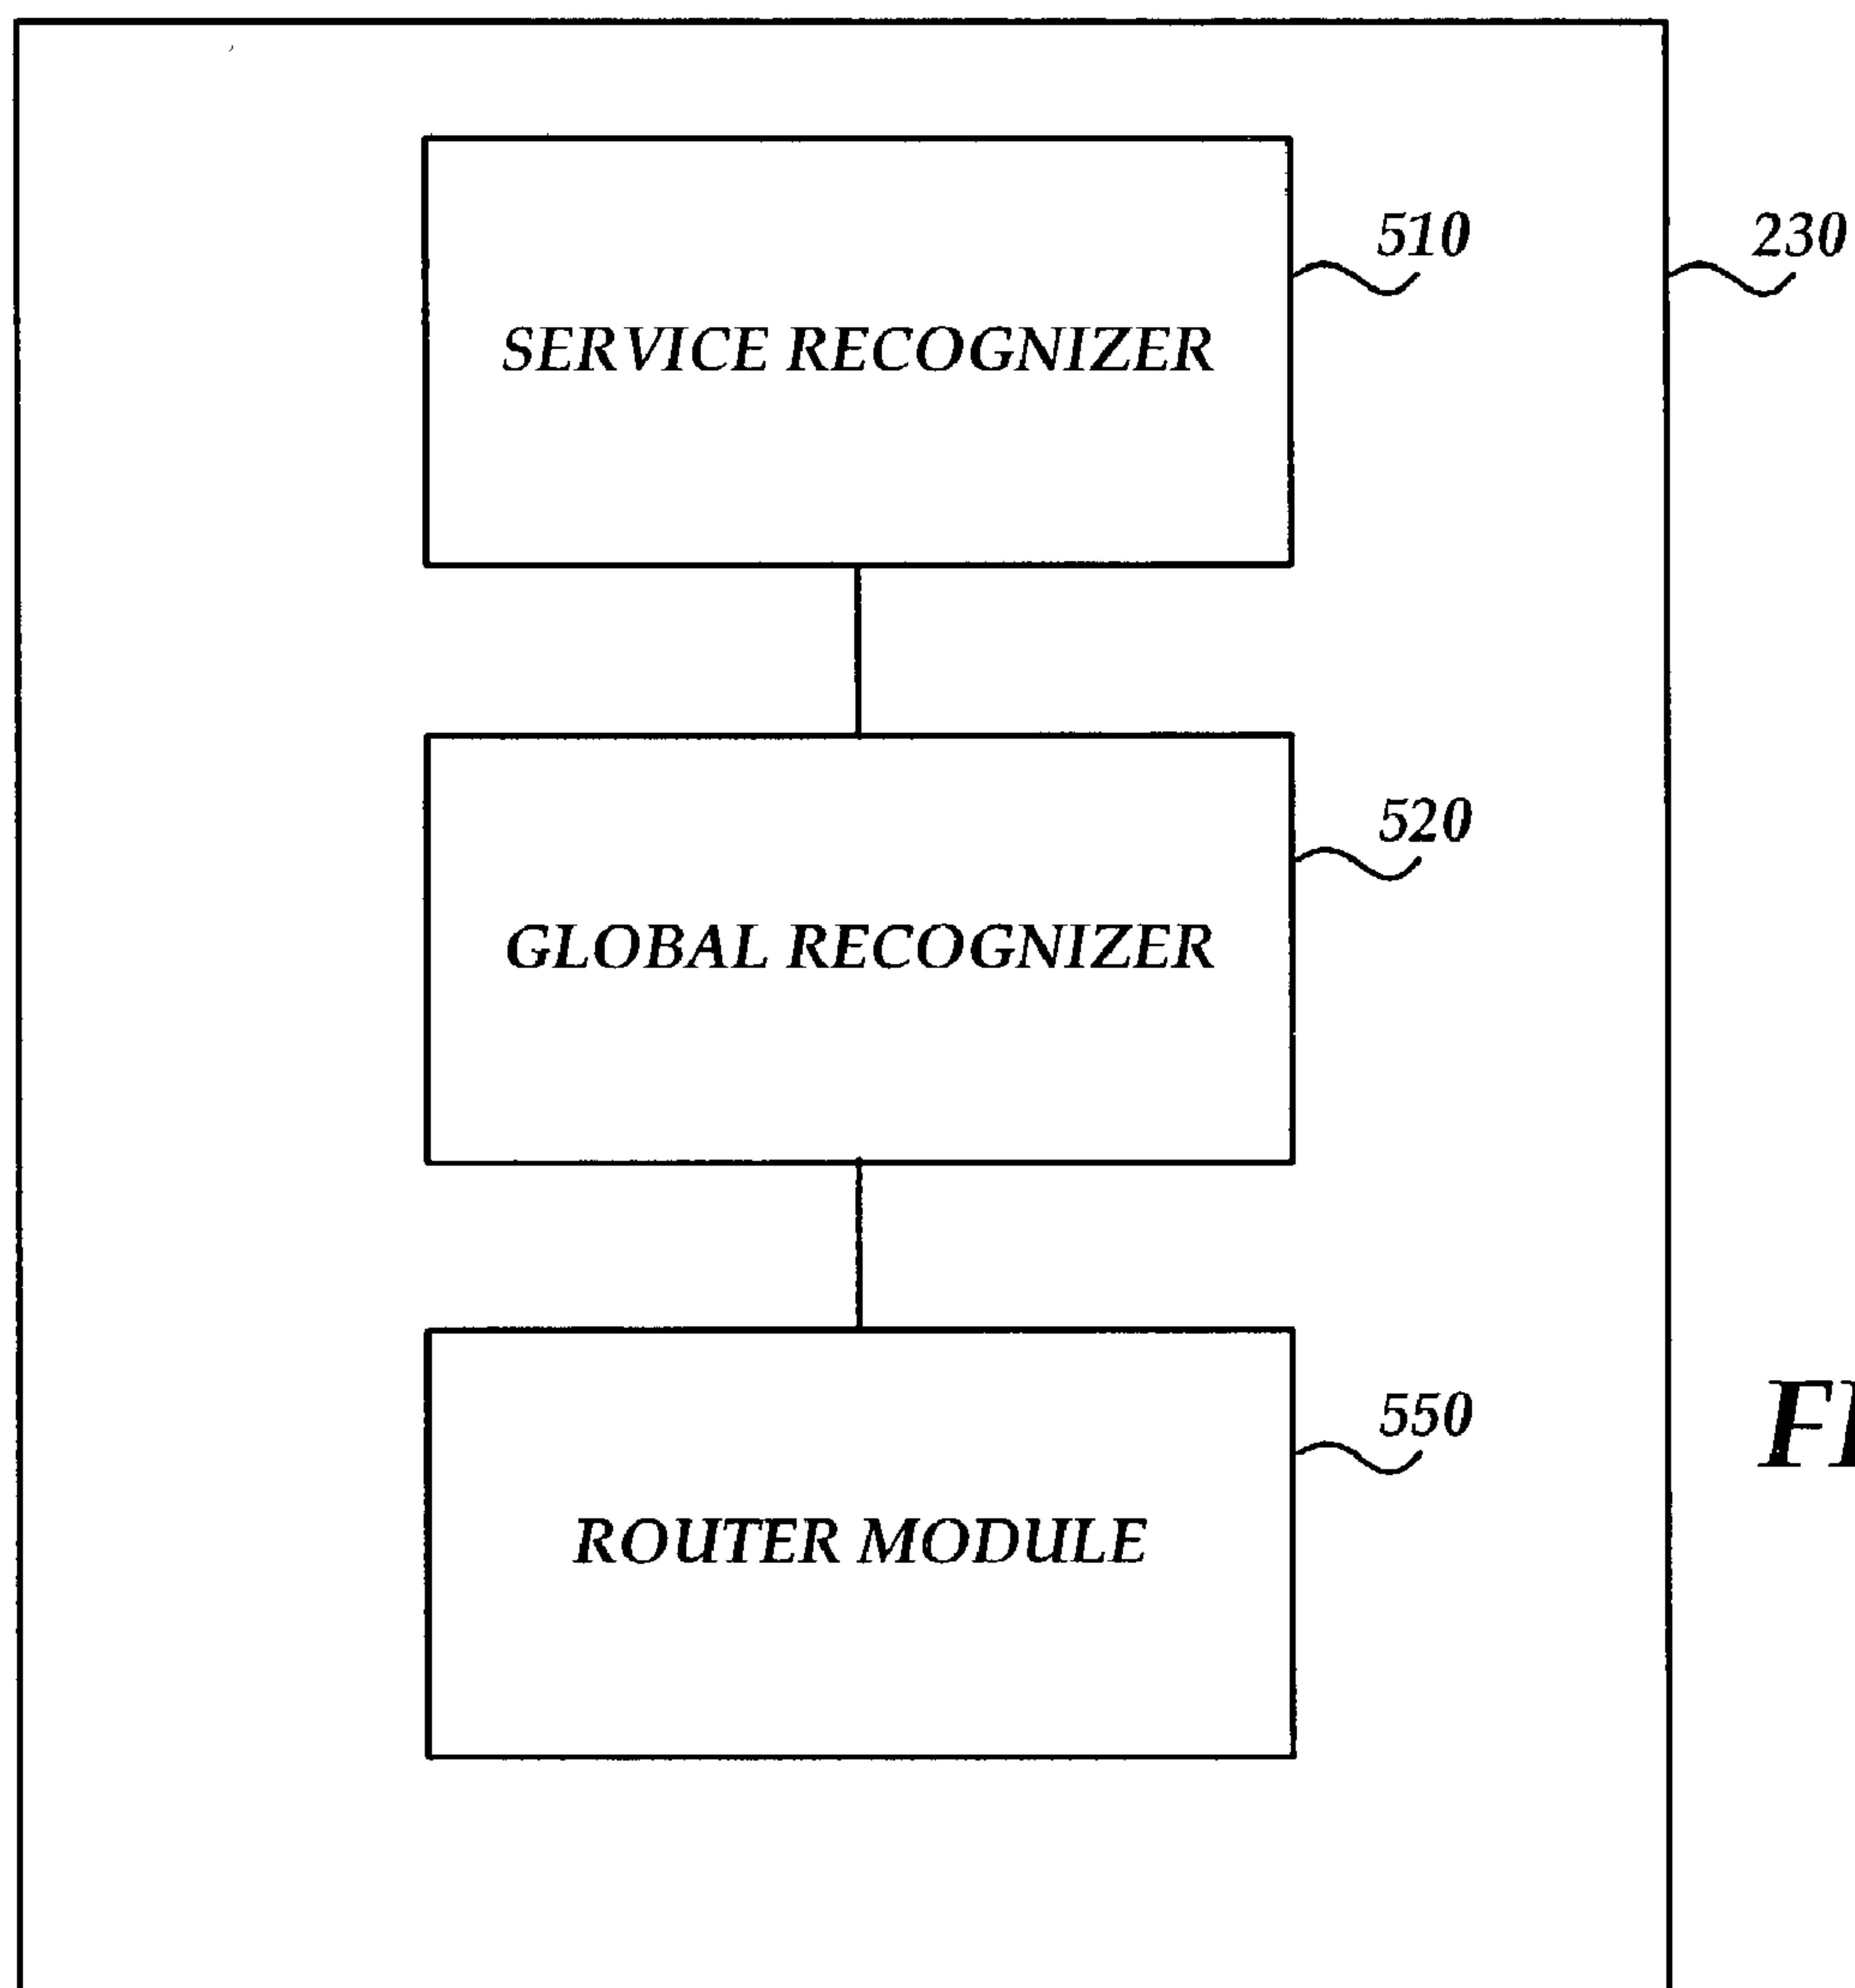 510
230
SERVICE RECOGNIZER
520
GLOBAL RECOGNIZER
550
ROUTER MODULE